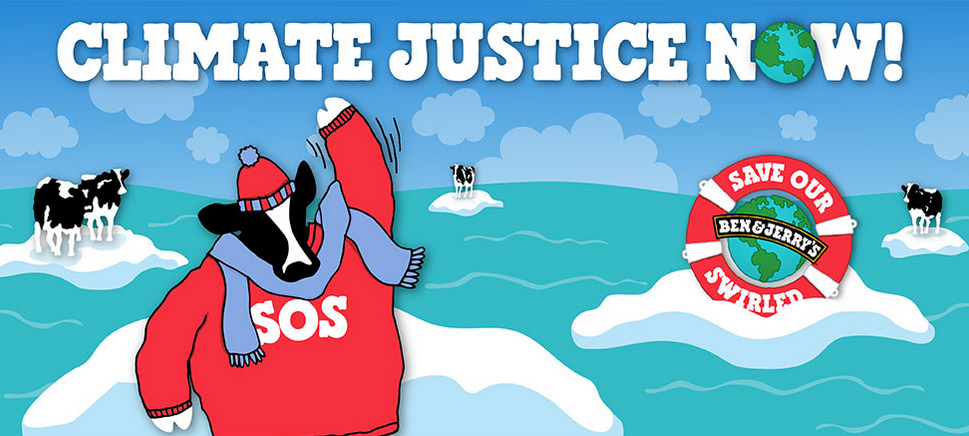 CLIMATE JUSTICE NOW!
SOS
SAVE OUR
BEN & JERRY'S
SWIRLED